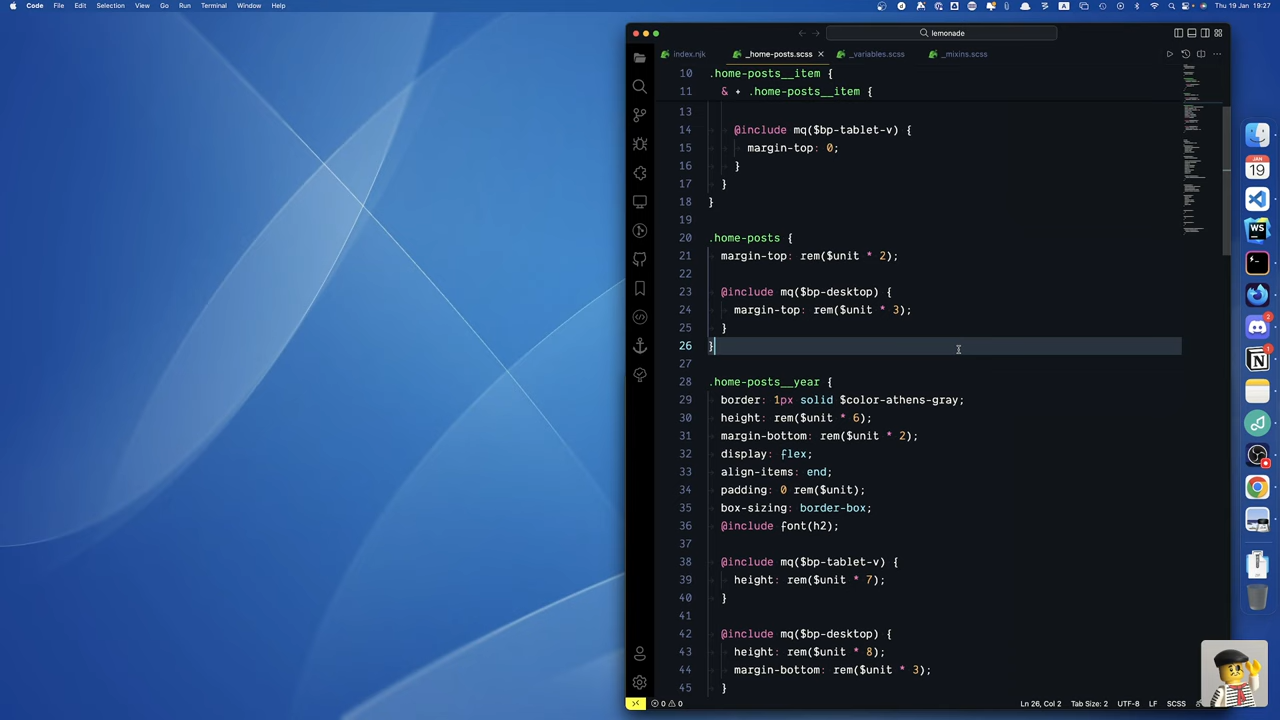 Code File Edit Selection View Go Run Terminal Window Help
A
Thu 19 Jan 19:27
lemonade
index.njk
_home-posts.scss
_variables.scss
_mixins.scss
10 .home-posts__item {
11 & + .home-posts__item {
13
14 @include mq($bp-tablet-v) {
15 margin-top: 0;
16 }
17 }
18 }
19
20 .home-posts {
21 margin-top: rem($unit * 2);
22
23 @include mq($bp-desktop) {
24 margin-top: rem($unit * 3);
25 }
26 }
27
28 .home-posts__year {
29 border: 1px solid $color-athens-gray;
30 height: rem($unit * 6);
31 margin-bottom: rem($unit * 2);
32 display: flex;
33 align-items: end;
34 padding: 0 rem($unit);
35 box-sizing: border-box;
36 @include font(h2);
37
38 @include mq($bp-tablet-v) {
39 height: rem($unit * 7);
40 }
41
42 @include mq($bp-desktop) {
43 height: rem($unit * 8);
44 margin-bottom: rem($unit * 3);
45 }
0 0
Ln 26, Col 2 Tab Size: 2 UTF-8 LF SCSS
JAN
19
WS
2
1